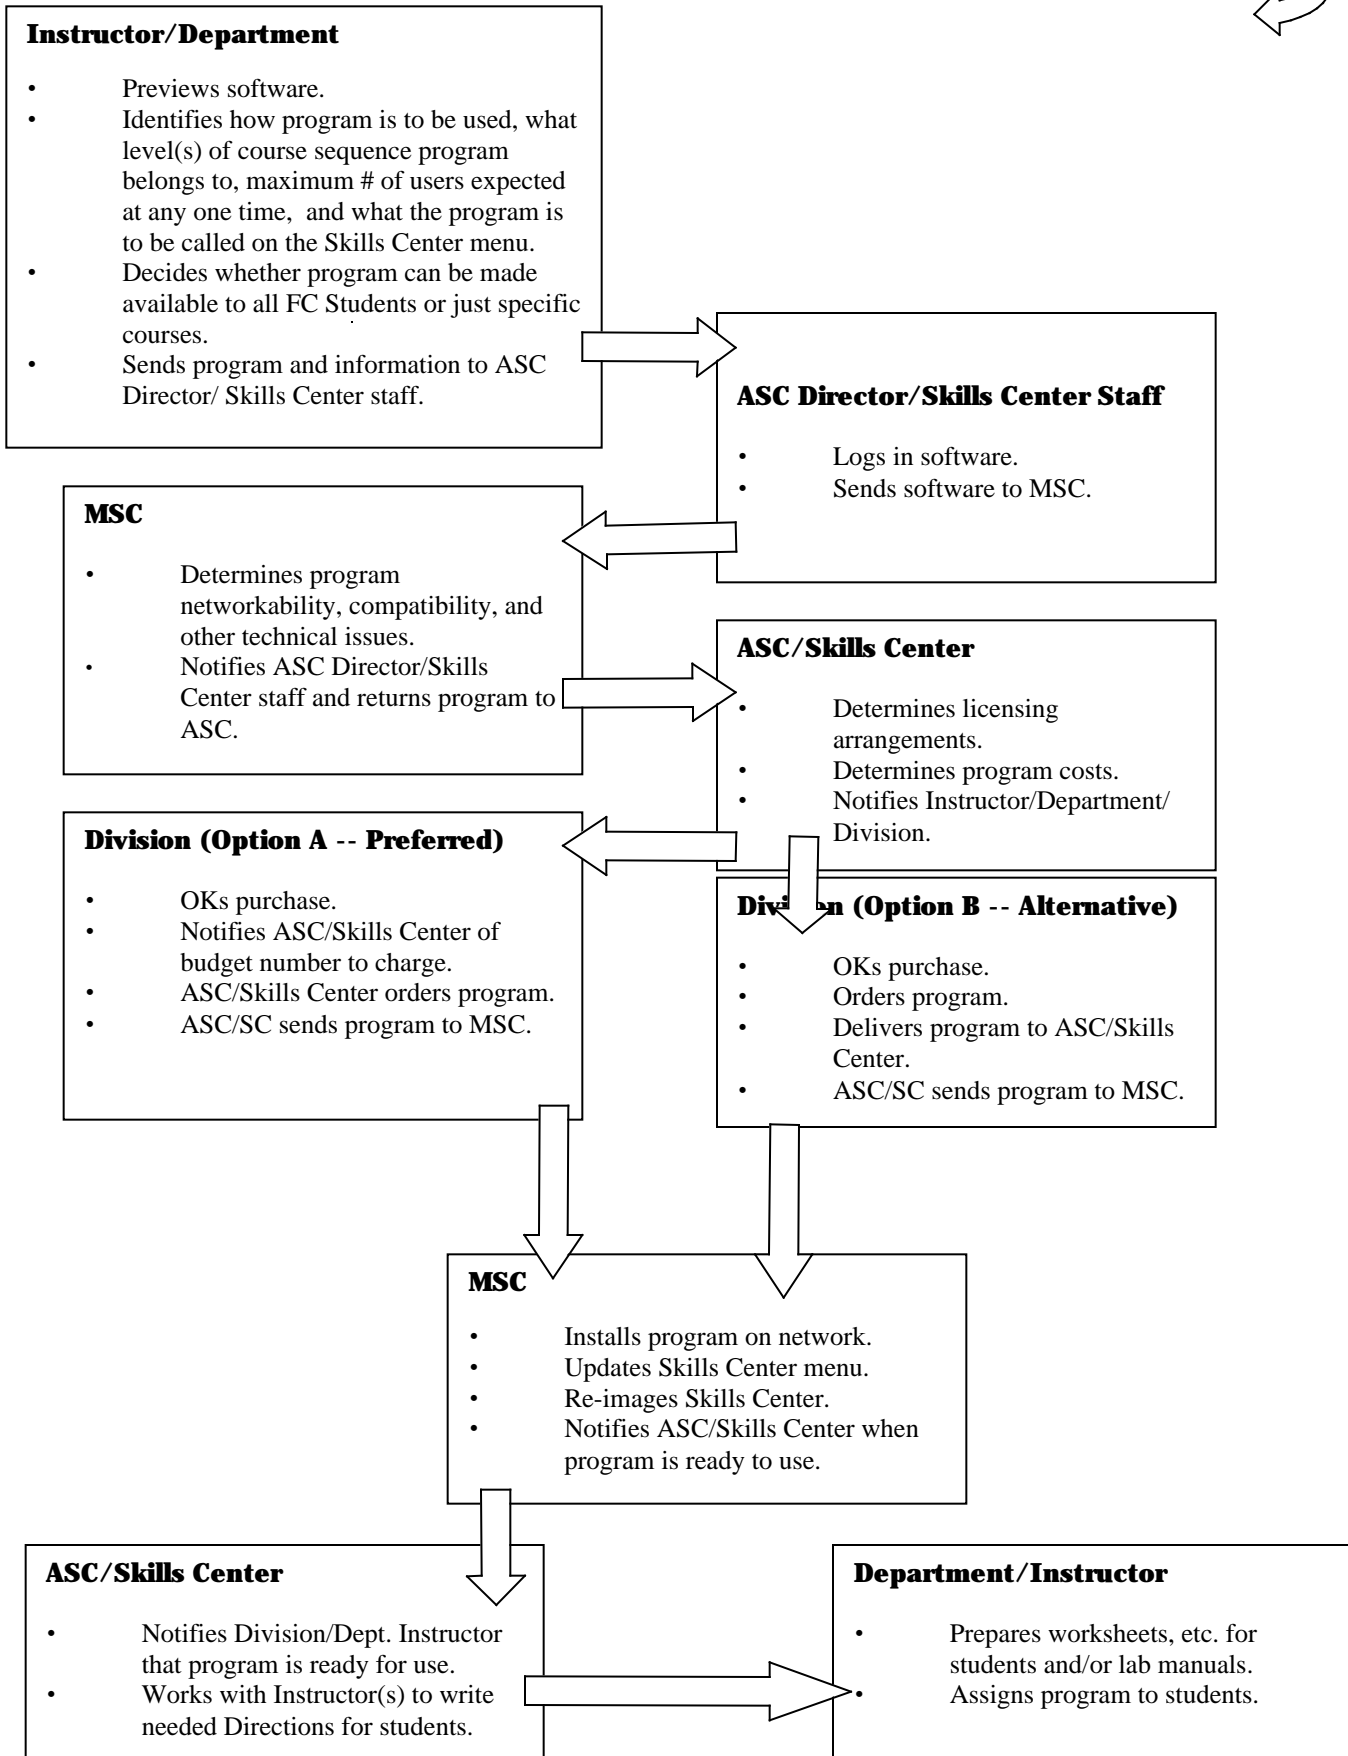 Instructor/Department
• Previews software.
• Identifies how program is to be used, what
level(s) of course sequence program
belongs to, maximum # of users expected
at any one time, and what the program is
to be called on the Skills Center menu.
• Decides whether program can be made
available to all FC Students or just specific
courses.
• Sends program and information to ASC
Director/ Skills Center staff.
ASC Director/Skills Center Staff
• Logs in software.
• Sends software to MSC.
MSC
• Determines program
networkability, compatibility, and
other technical issues.
• Notifies ASC Director/Skills
Center staff and returns program to
ASC.
ASC/Skills Center
• Determines licensing
arrangements.
• Determines program costs.
• Notifies Instructor/Department/
Division.
Division (Option A -- Preferred)
• OKs purchase.
• Notifies ASC/Skills Center of
budget number to charge.
• ASC/Skills Center orders program.
• ASC/SC sends program to MSC.
Division (Option B -- Alternative)
• OKs purchase.
• Orders program.
• Delivers program to ASC/Skills
Center.
• ASC/SC sends program to MSC.
MSC
• Installs program on network.
• Updates Skills Center menu.
• Re-images Skills Center.
• Notifies ASC/Skills Center when
program is ready to use.
ASC/Skills Center
• Notifies Division/Dept. Instructor
that program is ready for use.
• Works with Instructor(s) to write
needed Directions for students.
Department/Instructor
• Prepares worksheets, etc. for
students and/or lab manuals.
• Assigns program to students.